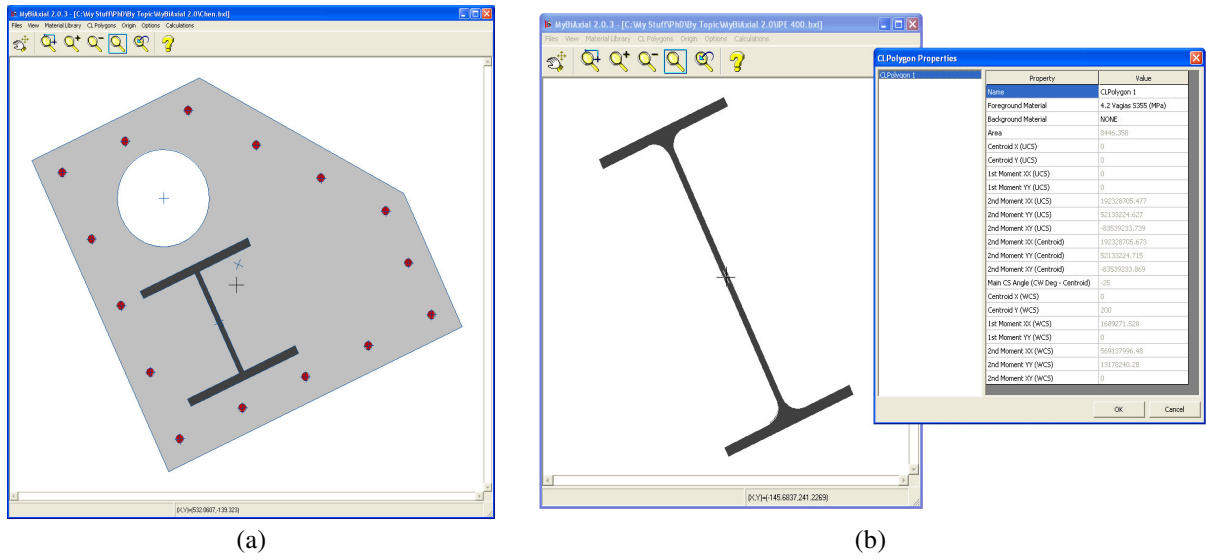 MyBiAxial 2.0.3 - [C:\My Stuff\PhD\By Topic\MyBiAxial 2.0\Chen.bxl]
Files View Material Library CL Polygons Origin Options Calculations
(X,Y)=(532.0607,-139.323)
(a)
MyBiAxial 2.0.3 - [C:\My Stuff\PhD\By Topic\MyBiAxial 2.0\IPE 400.bxl]
Files View Material Library CL Polygons Origin Options Calculations
(X,Y)=(-145.6837,241.2269)
CLPolygon Properties
CLPolygon 1
Property Value
Name CLPolygon 1
Foreground Material 4.2 Vagias S355 (MPa)
Background Material NONE
Area 8446.358
Centroid X (UCS) 0
Centroid Y (UCS) 0
1st Moment XX (UCS) 0
1st Moment YY (UCS) 0
2nd Moment XX (UCS) 192328705.477
2nd Moment YY (UCS) 52133224.627
2nd Moment XY (UCS) -83539233.739
2nd Moment XX (Centroid) 192328705.673
2nd Moment YY (Centroid) 52133224.715
2nd Moment XY (Centroid) -83539233.869
Main CS Angle (CW Deg - Centroid) -25
Centroid X (WCS) 0
Centroid Y (WCS) 200
1st Moment XX (WCS) 1689271.528
1st Moment YY (WCS) 0
2nd Moment XX (WCS) 569137996.48
2nd Moment YY (WCS) 13178240.28
2nd Moment XY (WCS) 0
OK Cancel
(b)